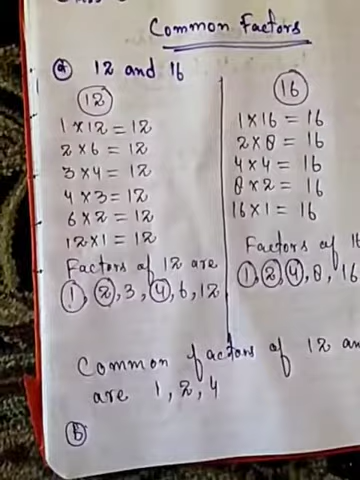 Common Factors
a 12 and 16
12
1 x 12 = 12
2 x 6 = 12
3 x 4 = 12
4 x 3 = 12
6 x 2 = 12
12 x 1 = 12
Factors of 12 are
1, 2, 3, 4, 6, 12
16
1 x 16 = 16
2 x 8 = 16
4 x 4 = 16
8 x 2 = 16
16 x 1 = 16
Factors of 16
1, 2, 4, 8, 16
Common factors of 12 an
are 1, 2, 4
b